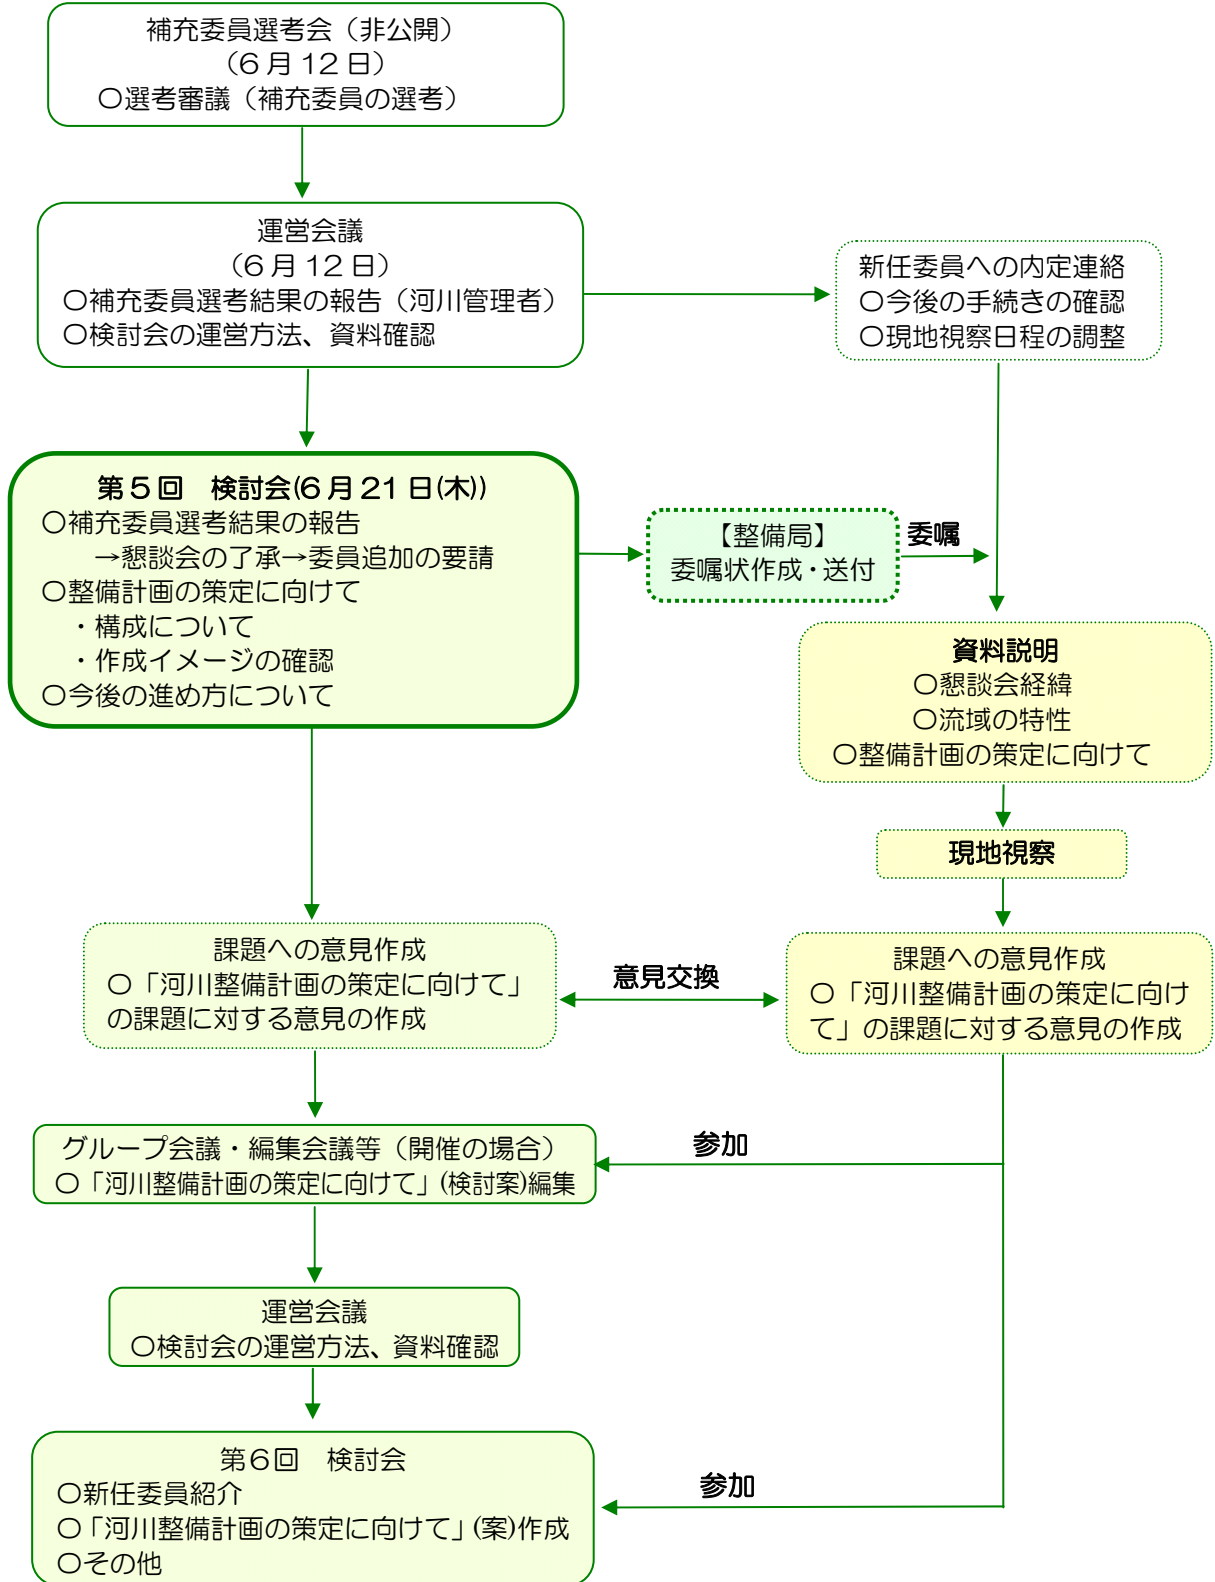 補充委員選考会（非公開）
（6月12日）
○選考審議（補充委員の選考）
運営会議
（6月12日）
○補充委員選考結果の報告（河川管理者）
○検討会の運営方法、資料確認
新任委員への内定連絡
○今後の手続きの確認
○現地視察日程の調整
第5回　検討会(6月21日(木))
○補充委員選考結果の報告
→懇談会の了承→委員追加の要請
○整備計画の策定に向けて
・構成について
・作成イメージの確認
○今後の進め方について
【整備局】
委嘱状作成・送付
委嘱
資料説明
○懇談会経緯
○流域の特性
○整備計画の策定に向けて
現地視察
課題への意見作成
○「河川整備計画の策定に向けて」
の課題に対する意見の作成
意見交換
課題への意見作成
○「河川整備計画の策定に向け
て」の課題に対する意見の作成
グループ会議・編集会議等（開催の場合）
○「河川整備計画の策定に向けて」(検討案)編集
参加
運営会議
○検討会の運営方法、資料確認
第6回　検討会
○新任委員紹介
○「河川整備計画の策定に向けて」(案)作成
○その他
参加